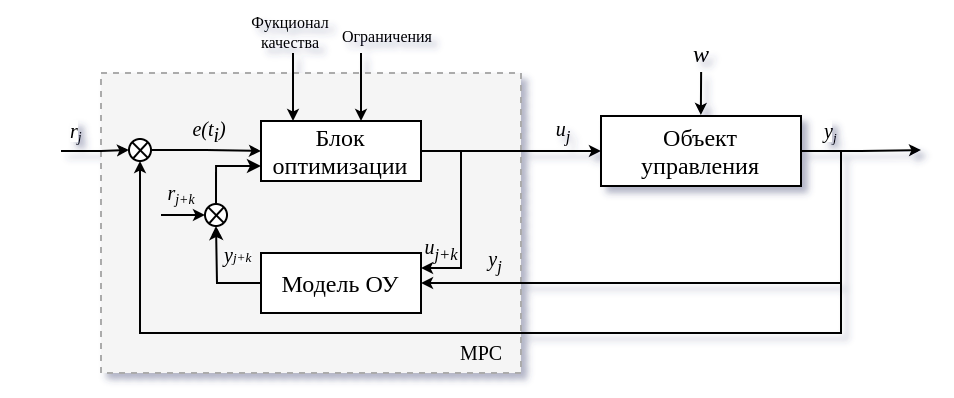 Фукционал
качества
Ограничения
w
r_j
e(t_i)
Блок
оптимизации
u_j
Объект
управления
y_j
r_{j+k}
y_{j+k}
u_{j+k}
y_j
Модель ОУ
MPC